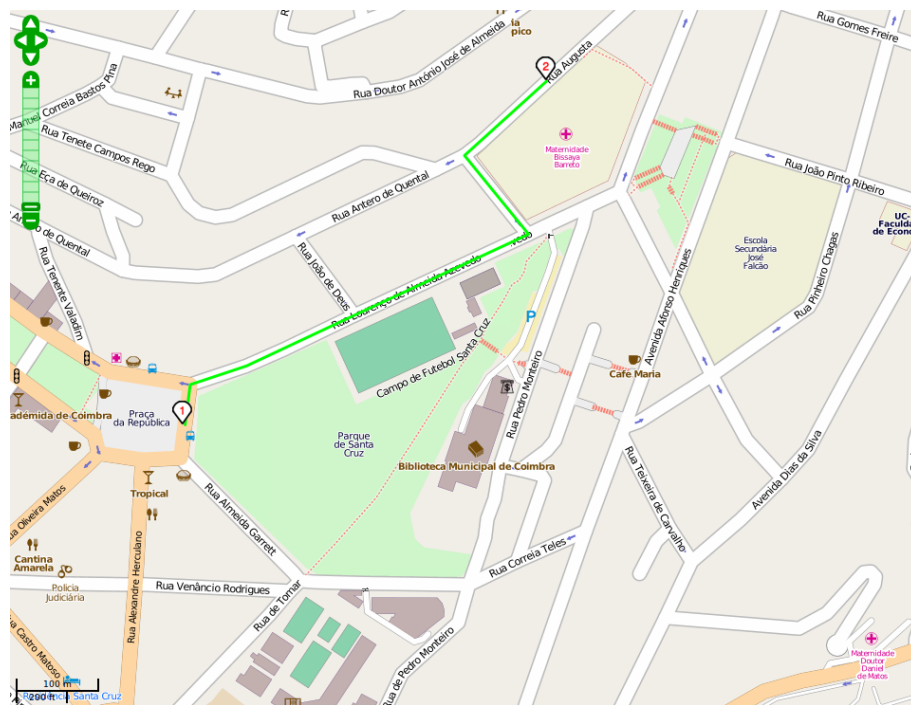 la
pico
Rua Gomes Freire
Rua Augusta
2
Rua Doutor António José de Almeida
Manuel Correia Bastos Pina
Rua Tenete Campos Rego
Maternidade
Bissaya
Barreto
Rua João Pinto Ribeiro
Rua Eça de Queiroz
Rua Antero de Quental
Antero de Quental
UC-
Faculda
de Econo
Escola
Secundária
José
Falcão
Rua Tenente Valadim
Rua João de Deus
Rua Lourenço de Almeida Azevedo
vedo
Avenida Afonso Henriques
Rua Pinheiro Chagas
P
Campo de Futebol Santa Cruz
Café Maria
Rua Pedro Monteiro
$
1
adémida de Coimbra
Praça
da República
Parque
de Santa
Cruz
Biblioteca Municipal de Coimbra
Tropical
Rua Almeida Garrett
Rua Oliveira Matos
Rua Teixeira de Carvalho
Avenida Dias da Silva
Rua Correia Teles
Cantina
Amarela
Polícia
Judiciária
Rua Alexandre Herculano
Rua Venâncio Rodrigues
Rua de Tomar
Rua de Pedro Monteiro
Rua Castro Matoso
Maternidade
Doutor
Daniel
de Matos
100 m
200 ft
Santa Cruz